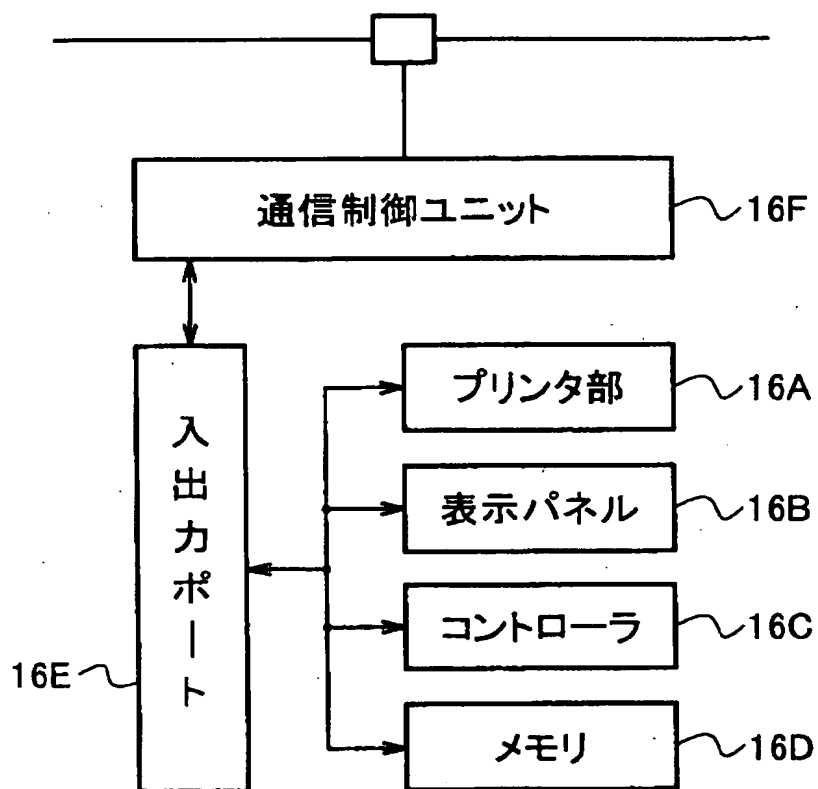 通信制御ユニット
16F
プリンタ部
16A
入出力ポート
表示パネル
16B
コントローラ
16C
16E
メモリ
16D